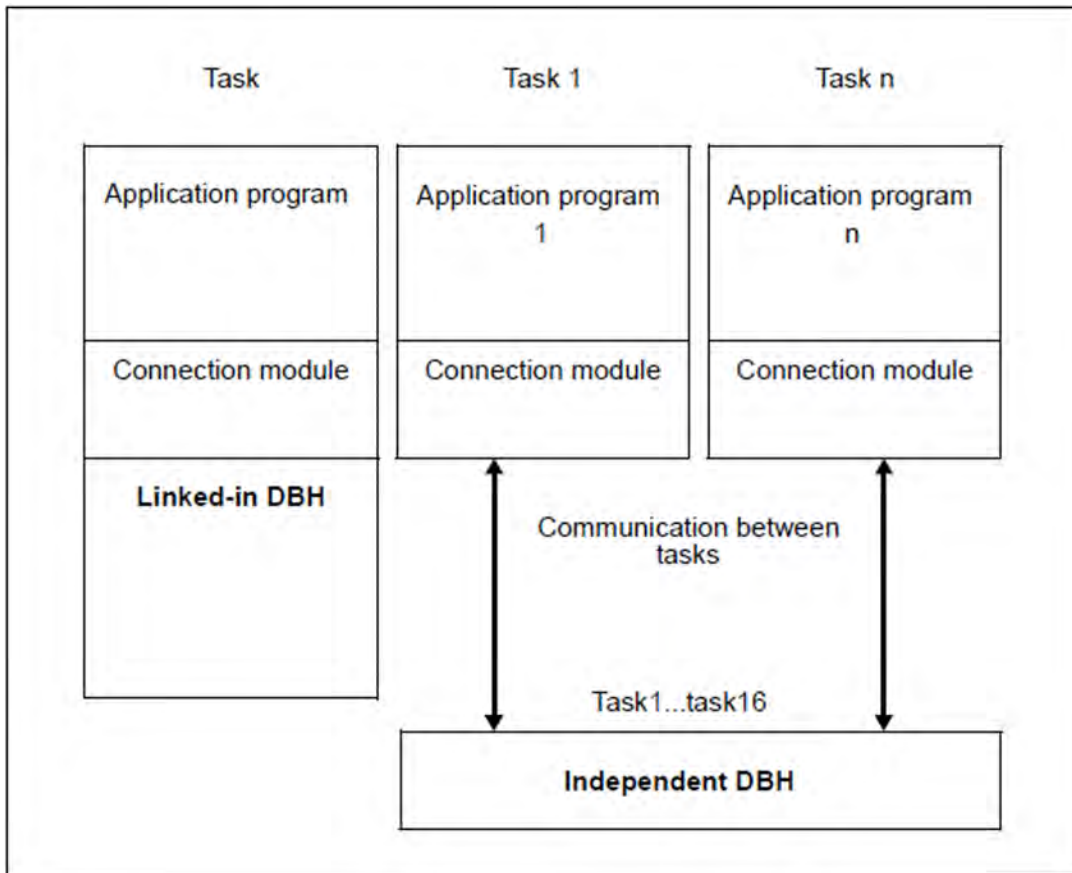 Task
Task 1
Task n
Application program
Application program
1
Application program
n
Connection module
Connection module
Connection module
Linked-in DBH
Communication between
tasks
Task1...task16
Independent DBH